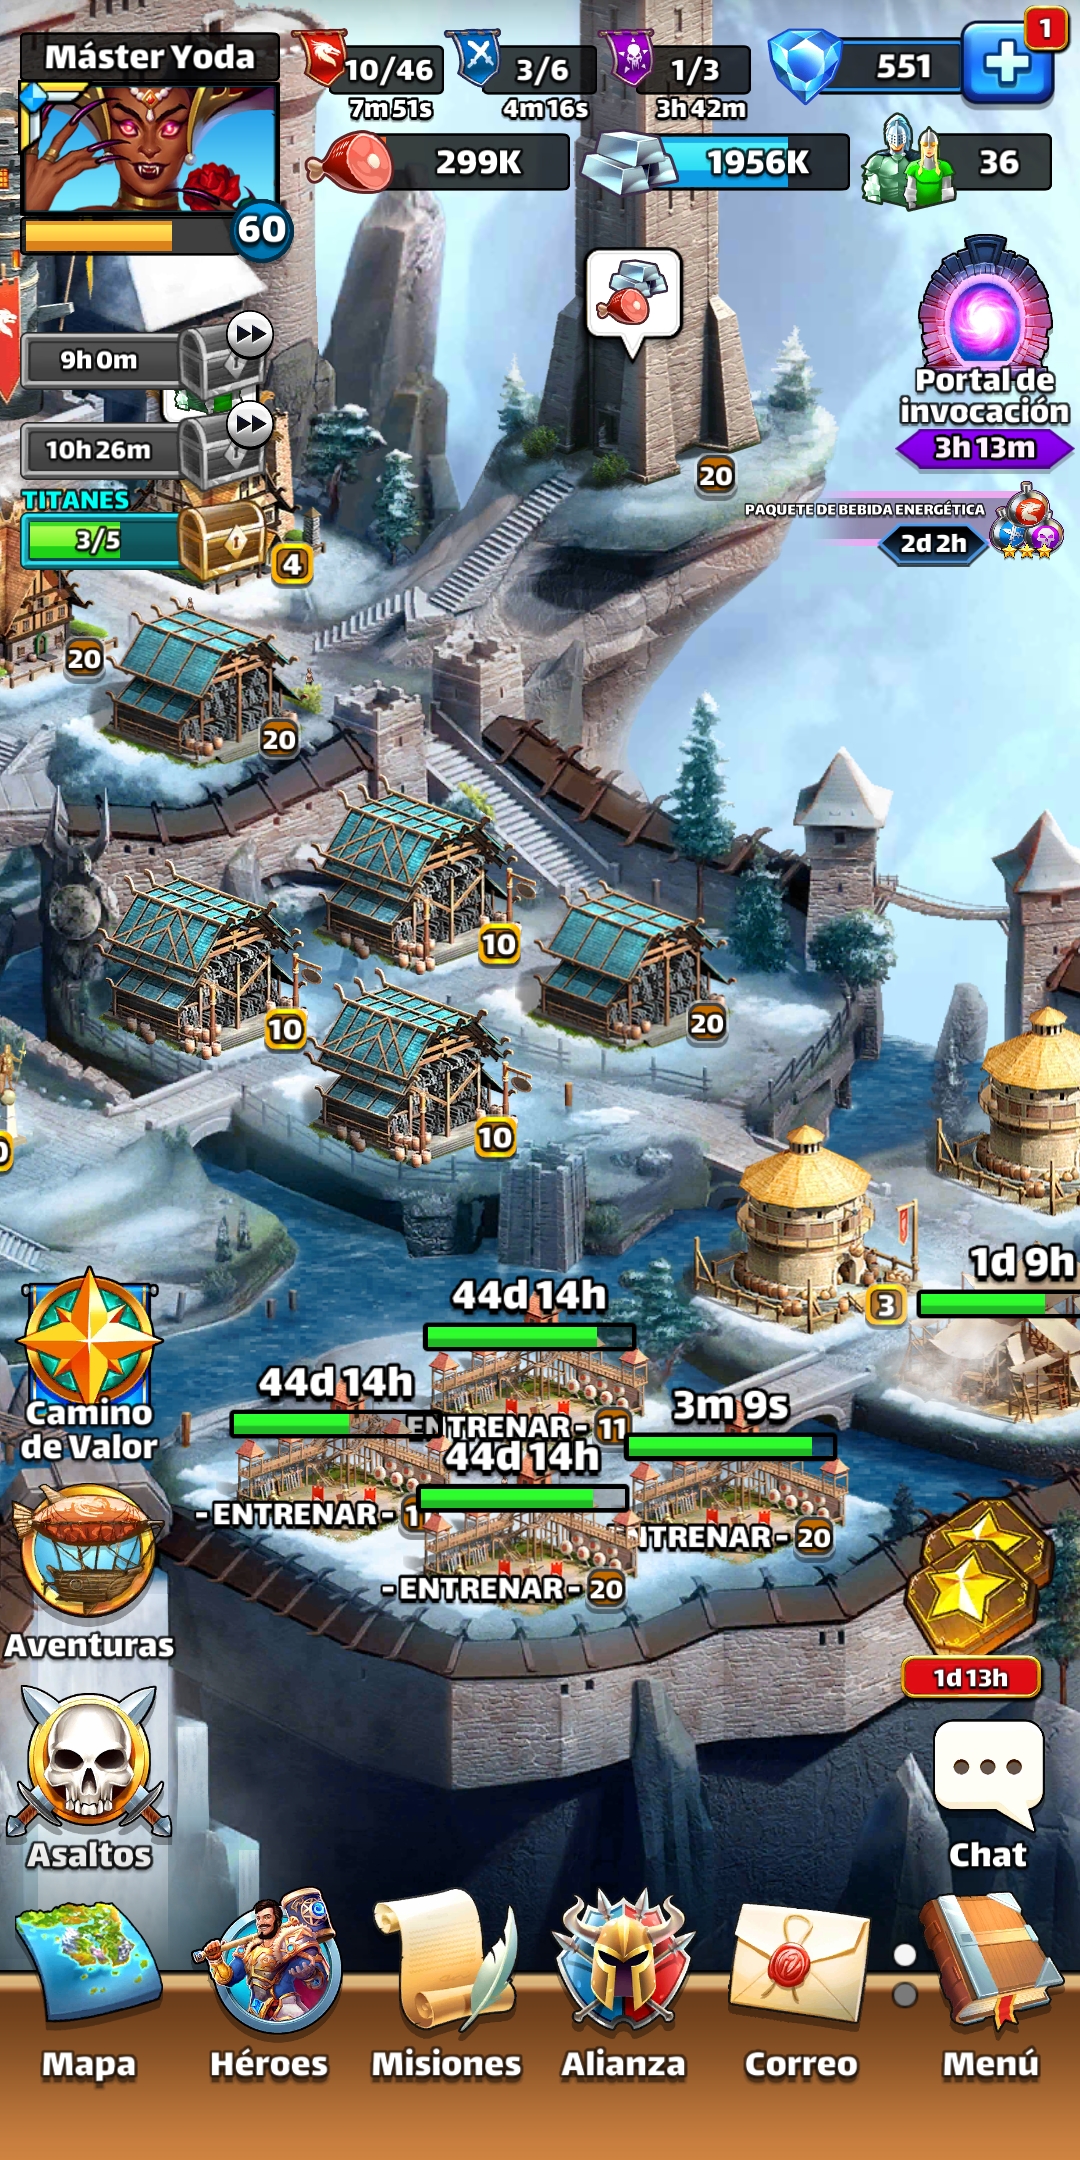 Máster Yoda
10/46
3/6
1/3
551
1
7m51s
4m16s
3h42m
299K
1956K
36
60
9h 0m
10h 26m
TITANES
3/5
4
Portal de
invocación
3h 13m
20
PAQUETE DE BEBIDA ENERGÉTICA
2d 2h
20
20
10
10
20
10
3
1d 9h
44d 14h
44d 14h
ENTRENAR - 11
3m 9s
44d 14h
- ENTRENAR - 1
NTRENAR - 20
- ENTRENAR - 20
Camino
de Valor
Aventuras
1d 13h
Asaltos
Chat
Mapa
Héroes
Misiones
Alianza
Correo
Menú